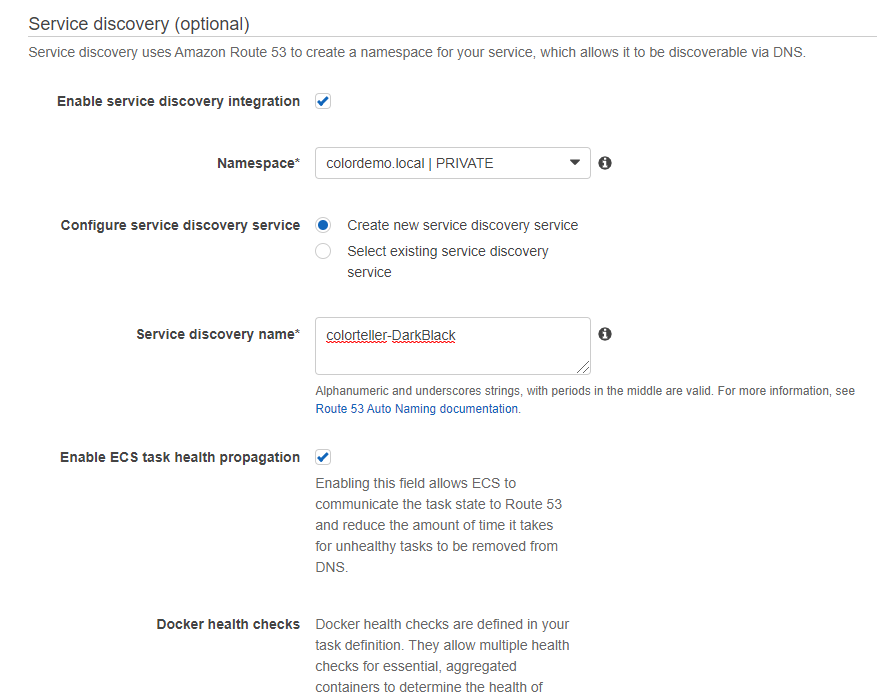 Service discovery (optional)
Service discovery uses Amazon Route 53 to create a namespace for your service, which allows it to be discoverable via DNS.
Enable service discovery integration
Namespace*
colordemo.local | PRIVATE
Configure service discovery service
Create new service discovery service
Select existing service discovery
service
Service discovery name*
colorteller-DarkBlack
Alphanumeric and underscores strings, with periods in the middle are valid. For more information, see
Route 53 Auto Naming documentation.
Enable ECS task health propagation
Enabling this field allows ECS to
communicate the task state to Route 53
and reduce the amount of time it takes
for unhealthy tasks to be removed from
DNS.
Docker health checks
Docker health checks are defined in your
task definition. They allow multiple health
checks for essential, aggregated
containers to determine the health of